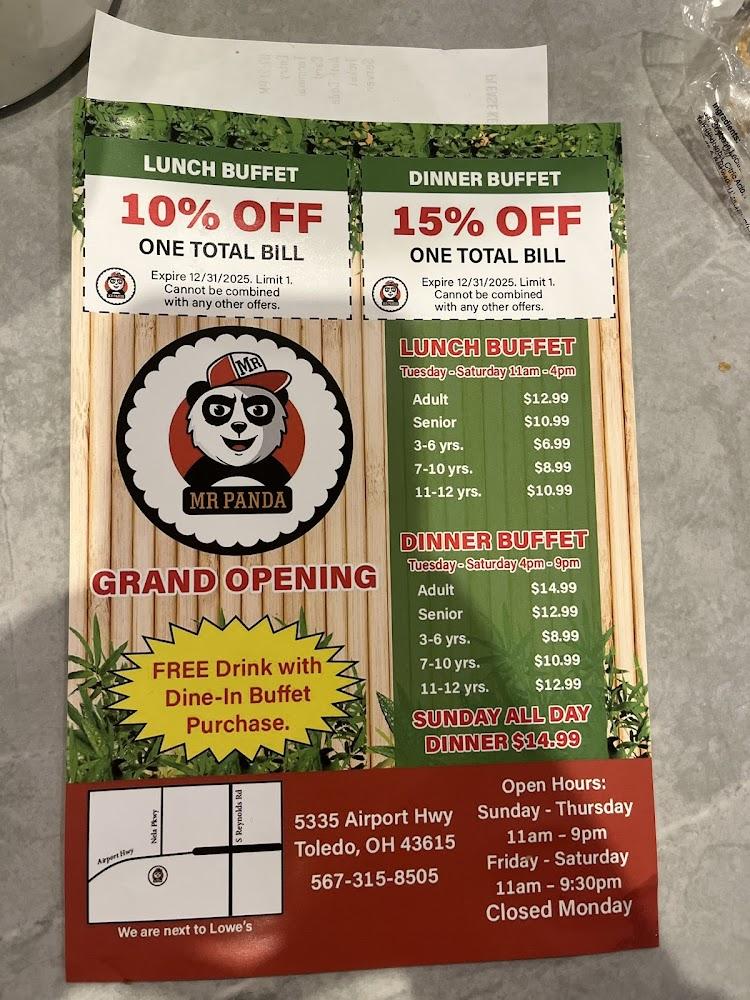 LUNCH BUFFET
10% OFF
ONE TOTAL BILL
Expire 12/31/2025. Limit 1.
Cannot be combined
with any other offers.
DINNER BUFFET
15% OFF
ONE TOTAL BILL
Expire 12/31/2025. Limit 1.
Cannot be combined
with any other offers.
MR
MR PANDA
GRAND OPENING
FREE Drink with
Dine-In Buffet
Purchase.
LUNCH BUFFET
Tuesday - Saturday 11am - 4pm
Adult $12.99
Senior $10.99
3-6 yrs. $6.99
7-10 yrs. $8.99
11-12 yrs. $10.99
DINNER BUFFET
Tuesday - Saturday 4pm - 9pm
Adult $14.99
Senior $12.99
3-6 yrs. $8.99
7-10 yrs. $10.99
11-12 yrs. $12.99
SUNDAY ALL DAY
DINNER $14.99
Airport Hwy
Nela Pkwy
S Reynolds Rd
We are next to Lowe's
5335 Airport Hwy
Toledo, OH 43615
567-315-8505
Open Hours:
Sunday - Thursday
11am - 9pm
Friday - Saturday
11am - 9:30pm
Closed Monday
Ingredients: